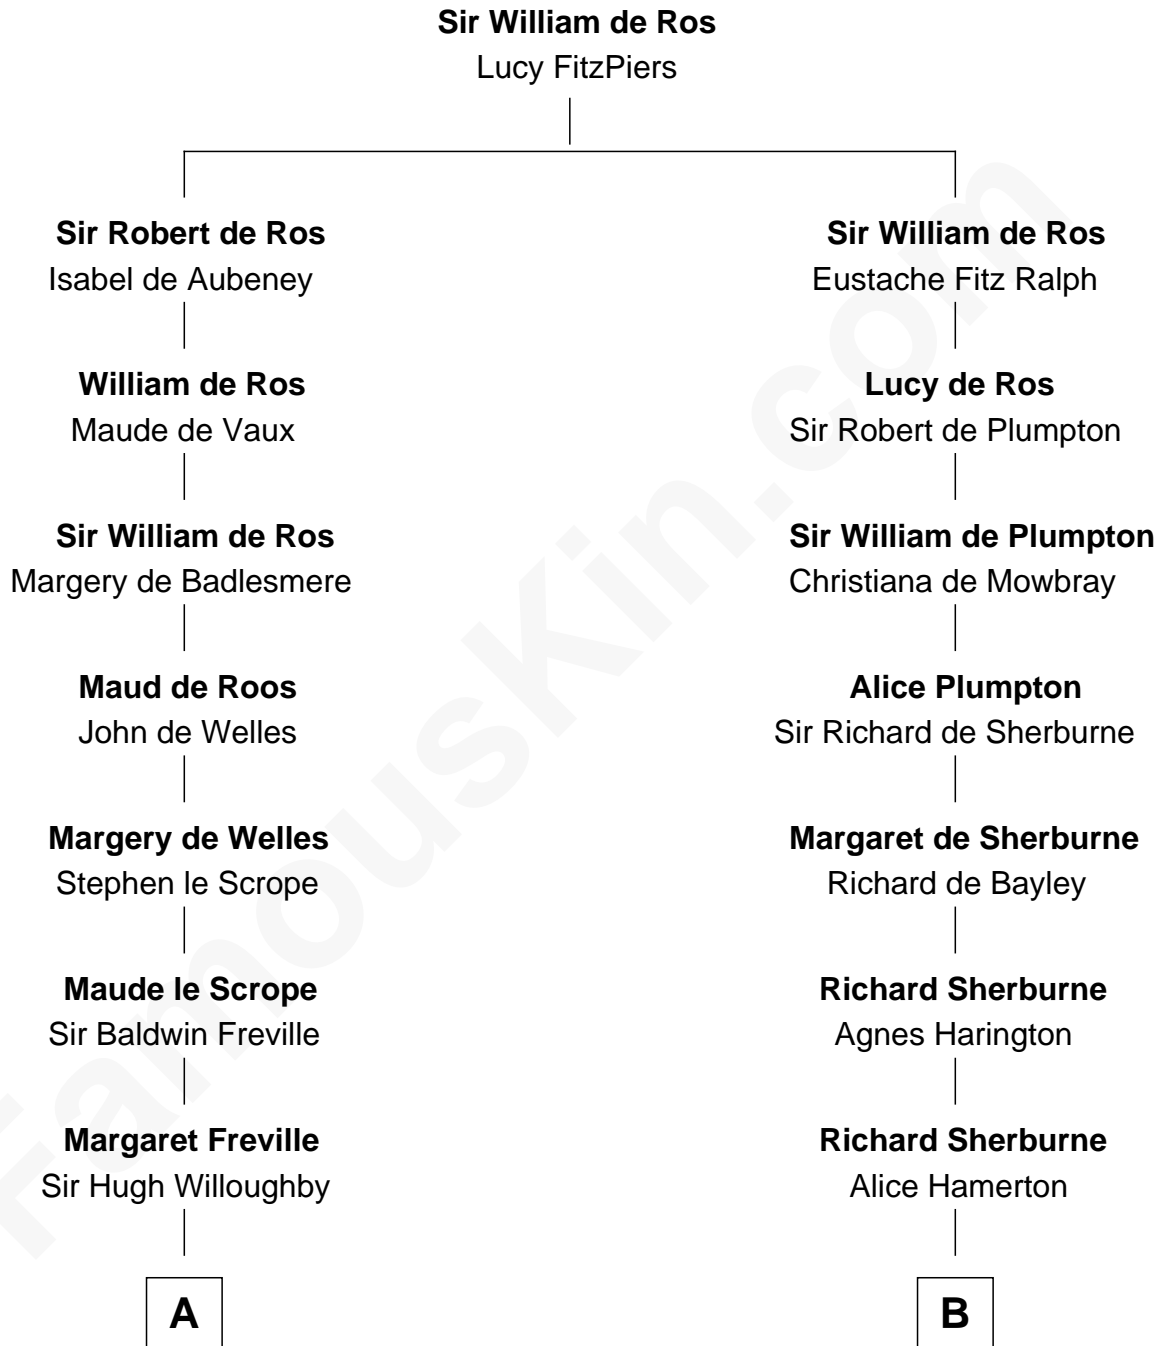 Sir William de Ros
Lucy FitzPiers
Sir Robert de Ros
Isabel de Aubeney
Sir William de Ros
Eustache Fitz Ralph
William de Ros
Maude de Vaux
Lucy de Ros
Sir Robert de Plumpton
Sir William de Ros
Margery de Badlesmere
Sir William de Plumpton
Christiana de Mowbray
Maud de Roos
John de Welles
Alice Plumpton
Sir Richard de Sherburne
Margery de Welles
Stephen le Scrope
Margaret de Sherburne
Richard de Bayley
Maude le Scrope
Sir Baldwin Freville
Richard Sherburne
Agnes Harington
Margaret Freville
Sir Hugh Willoughby
Richard Sherburne
Alice Hamerton
A
B
FamousKin.com